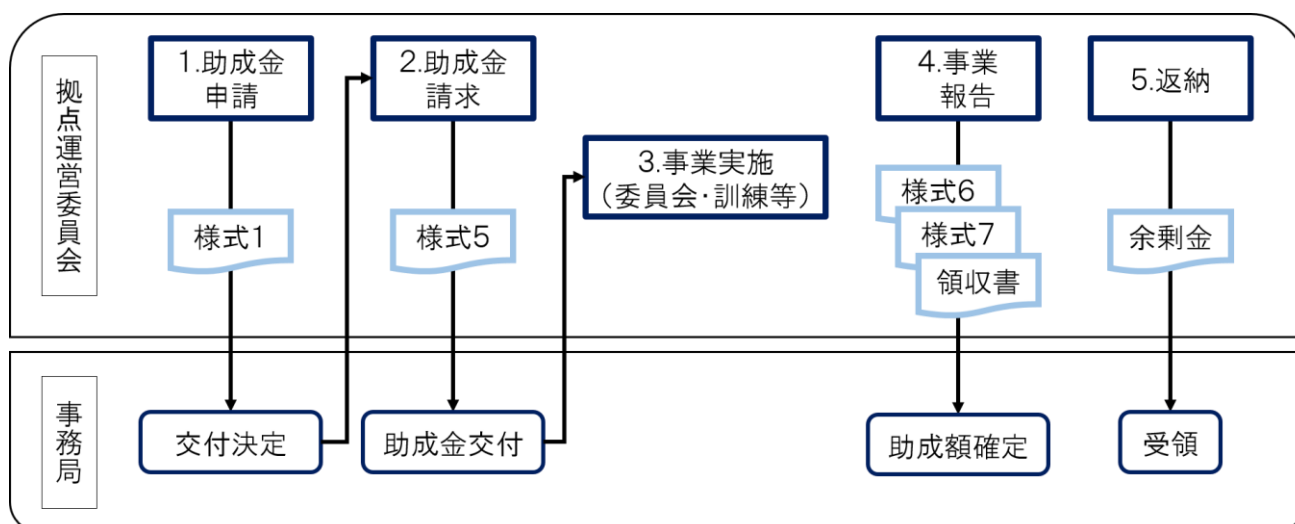 拠点運営委員会
1.助成金
申請
2.助成金
請求
3.事業実施
（委員会・訓練等）
4.事業
報告
5.返納
様式1
様式5
様式6
様式7
領収書
余剰金
事務局
交付決定
助成金交付
助成額確定
受領